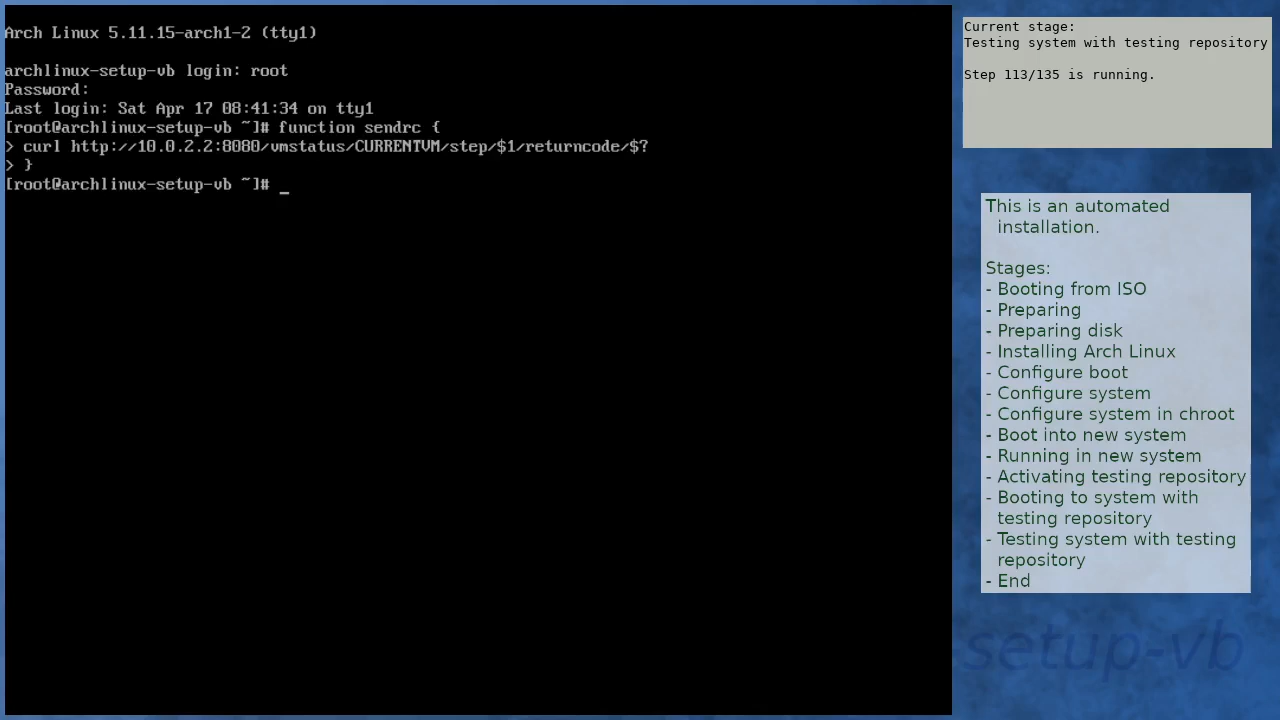 Arch Linux 5.11.15-arch1-2 (tty1)
archlinux-setup-vb login: root
Password:
Last login: Sat Apr 17 08:41:34 on tty1
[root@archlinux-setup-vb ~]# function sendrc {
> curl http://10.0.2.2:8080/vmstatus/CURRENTVM/step/$1/returncode/$?
> }
[root@archlinux-setup-vb ~]# _
Current stage:
Testing system with testing repository
Step 113/135 is running.
This is an automated
installation.
Stages:
- Booting from ISO
- Preparing
- Preparing disk
- Installing Arch Linux
- Configure boot
- Configure system
- Configure system in chroot
- Boot into new system
- Running in new system
- Activating testing repository
- Booting to system with
testing repository
- Testing system with testing
repository
- End
setup-vb